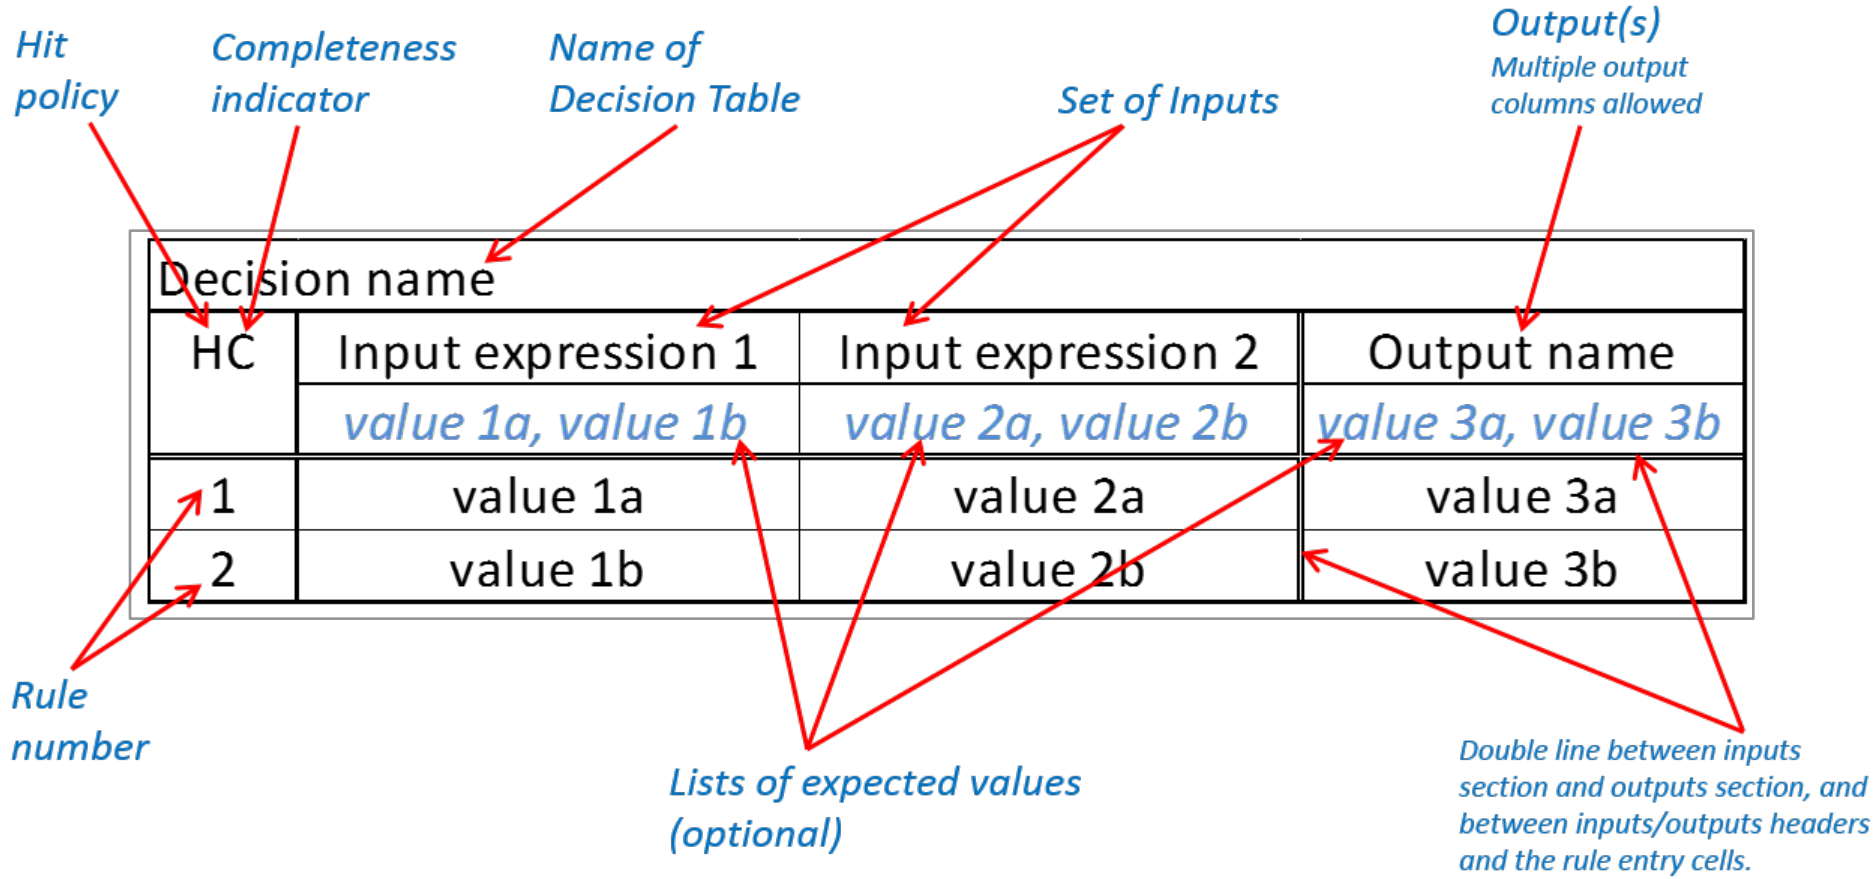 Hit
policy
Completeness
indicator
Name of
Decision Table
Set of Inputs
Output(s)
Multiple output
columns allowed
Decision name
HC
Input expression 1
Input expression 2
Output name
value 1a, value 1b
value 2a, value 2b
value 3a, value 3b
1
value 1a
value 2a
value 3a
2
value 1b
value 2b
value 3b
Rule
number
Lists of expected values
(optional)
Double line between inputs
section and outputs section, and
between inputs/outputs headers
and the rule entry cells.